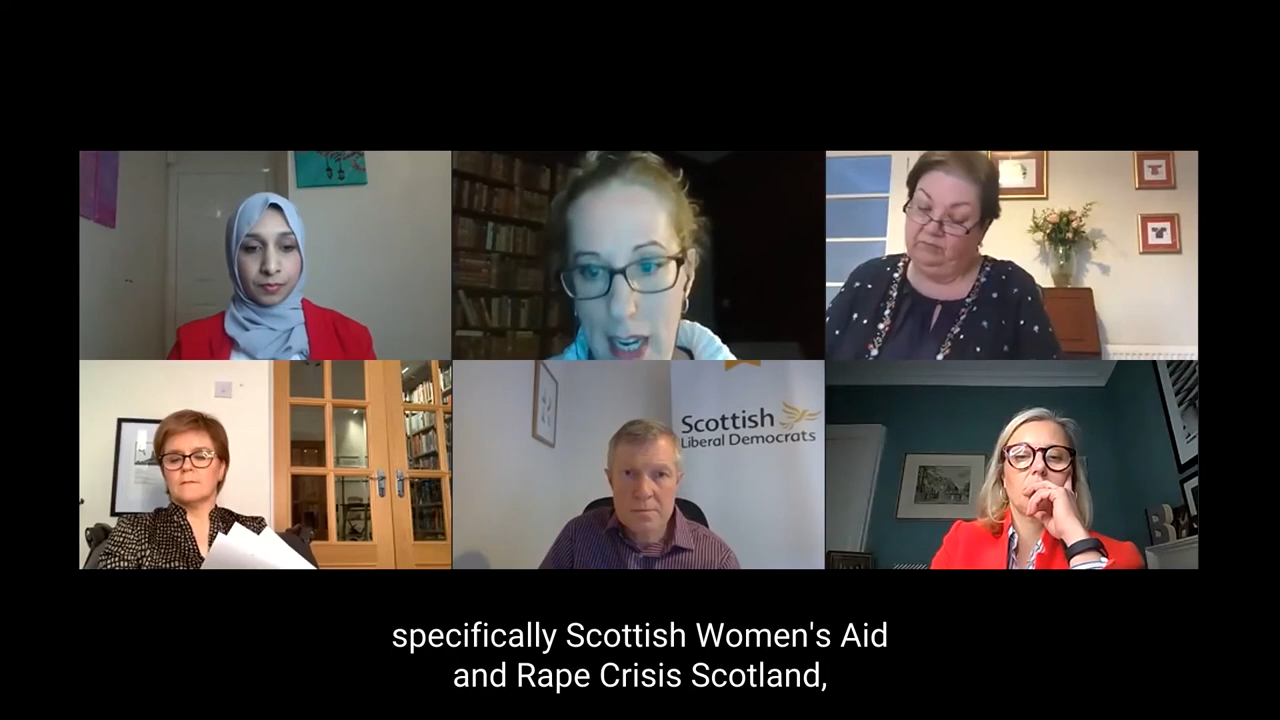 Scottish
Liberal Democrats
specifically Scottish Women's Aid
and Rape Crisis Scotland,